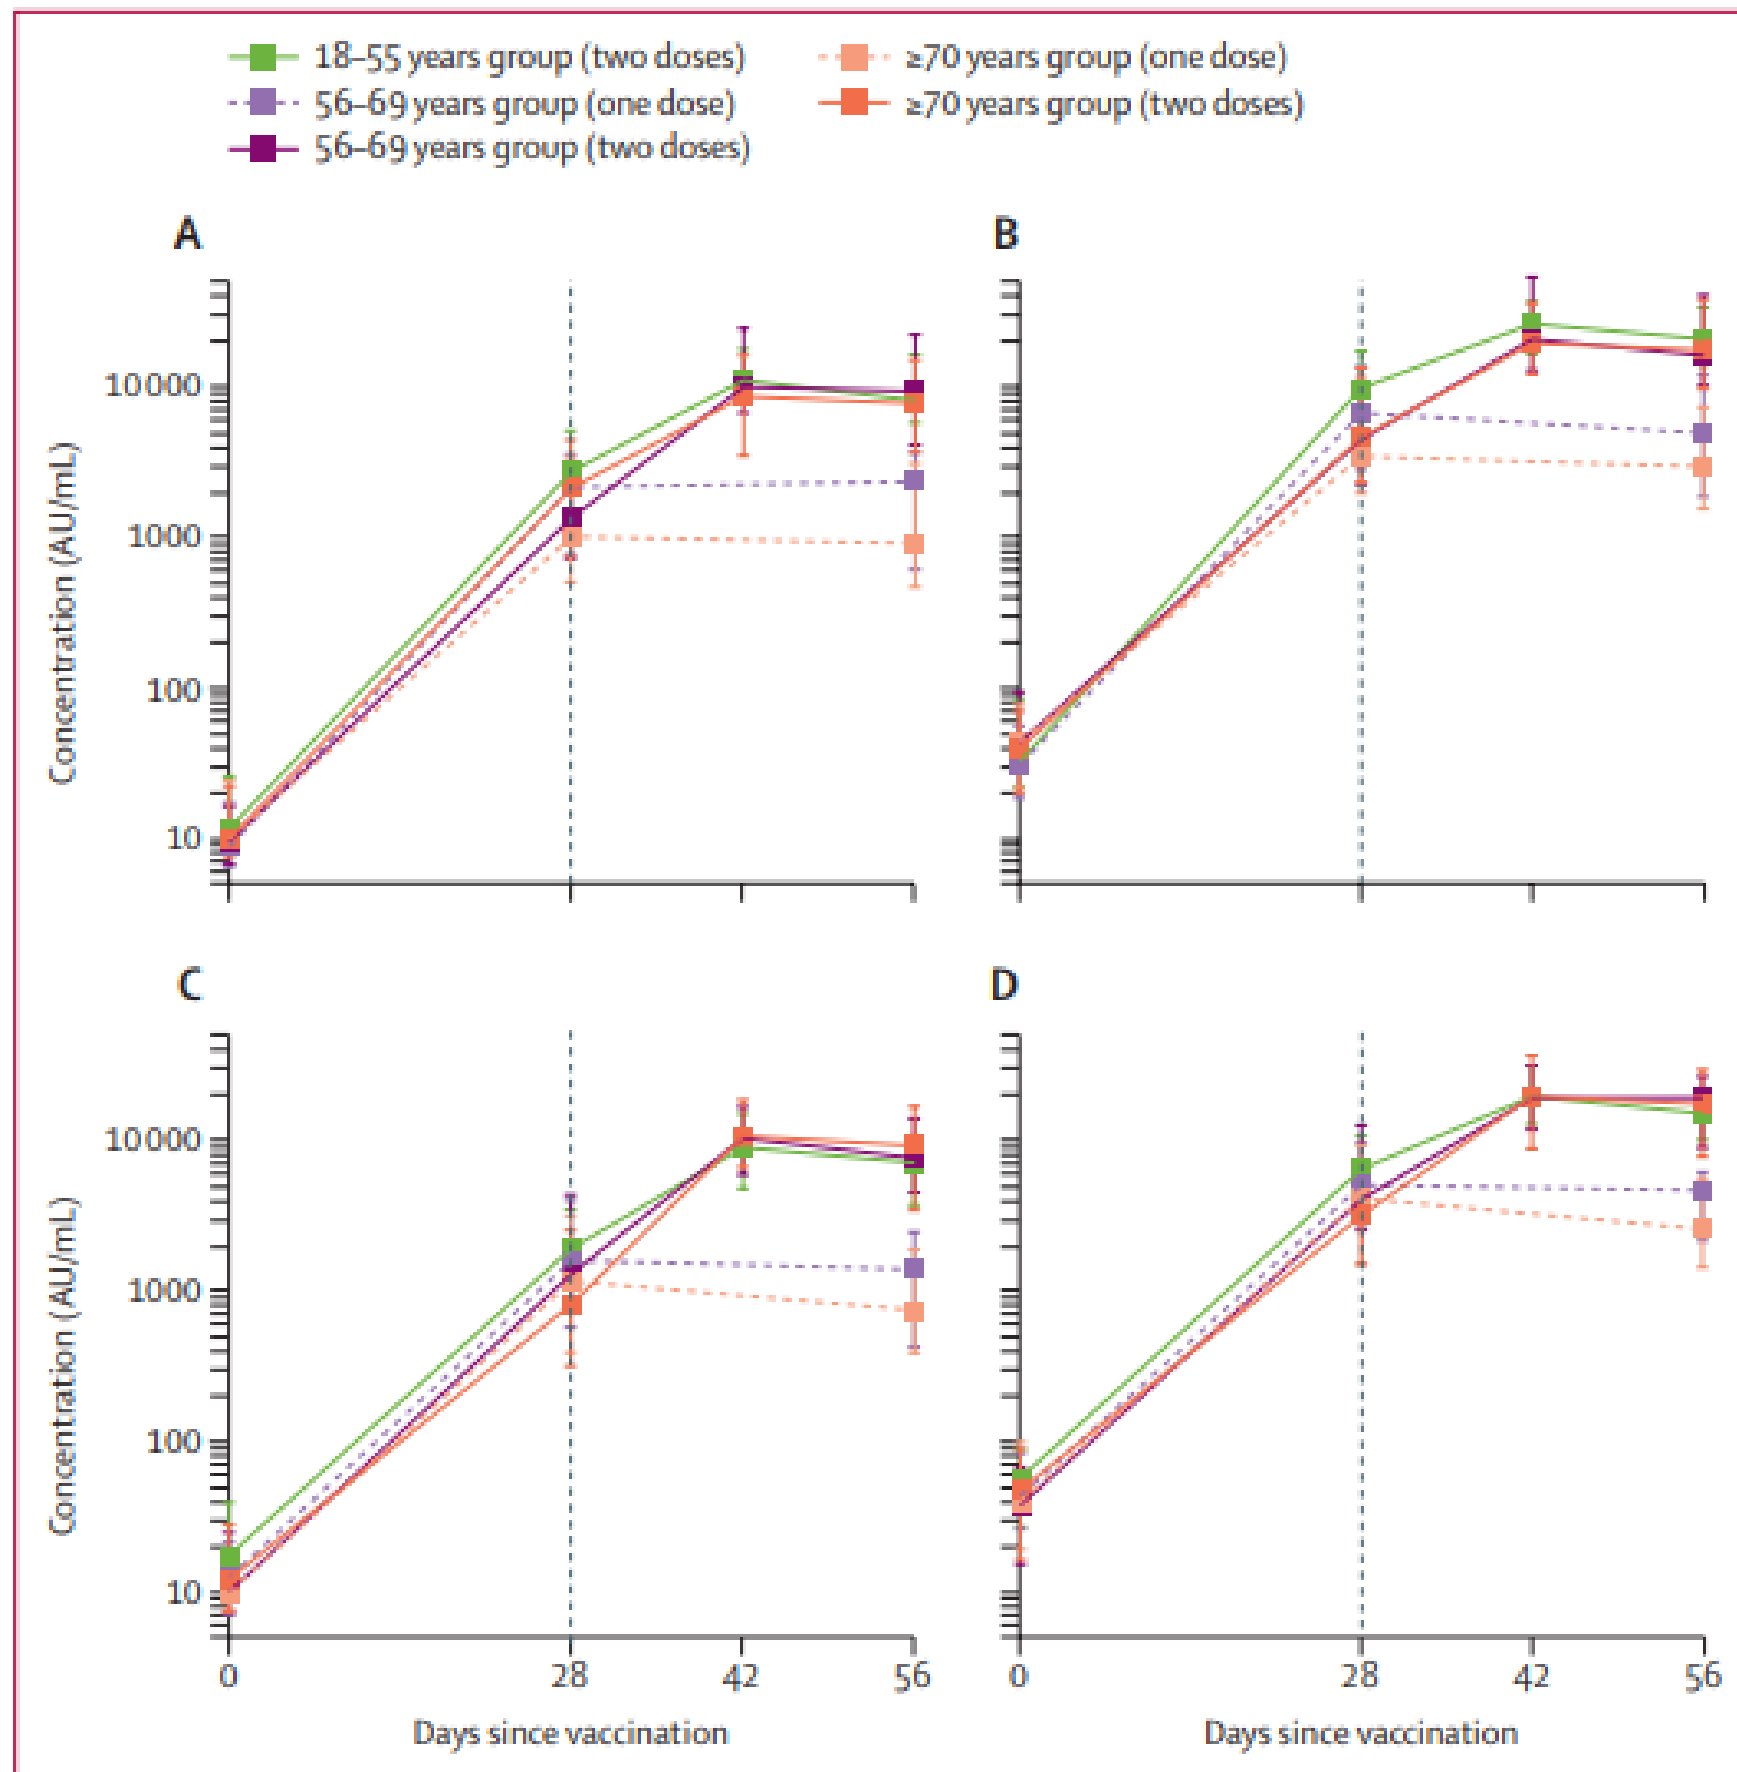 18–55 years group (two doses)
56–69 years group (one dose)
56–69 years group (two doses)
≥70 years group (one dose)
≥70 years group (two doses)
A
Concentration (AU/mL)
10000
1000
100
10
B
C
Concentration (AU/mL)
10000
1000
100
10
0 28 42 56
Days since vaccination
D
0 28 42 56
Days since vaccination